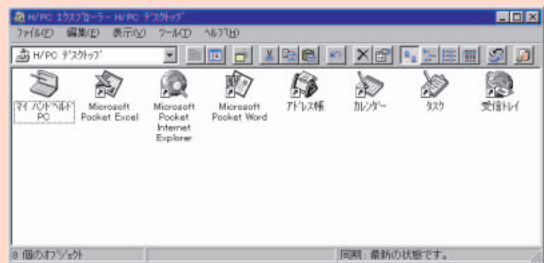 H/PC ｴｸｽﾌﾟﾛｰﾗｰ - H/PC ﾃﾞｽｸﾄｯﾌﾟ
ﾌｧｲﾙ(F) 編集(E) 表示(V) ﾂｰﾙ(T) ﾍﾙﾌﾟ(H)
H/PC ﾃﾞｽｸﾄｯﾌﾟ
ﾏｲ ﾊﾝﾄﾞﾍﾙﾄﾞ PC
Microsoft Pocket Excel
Microsoft Pocket Internet Explorer
Microsoft Pocket Word
ｱﾄﾞﾚｽ帳
ｶﾚﾝﾀﾞｰ
ﾀｽｸ
受信ﾄﾚｲ
8 個のｵﾌﾞｼﾞｪｸﾄ
同期: 最新の状態です。